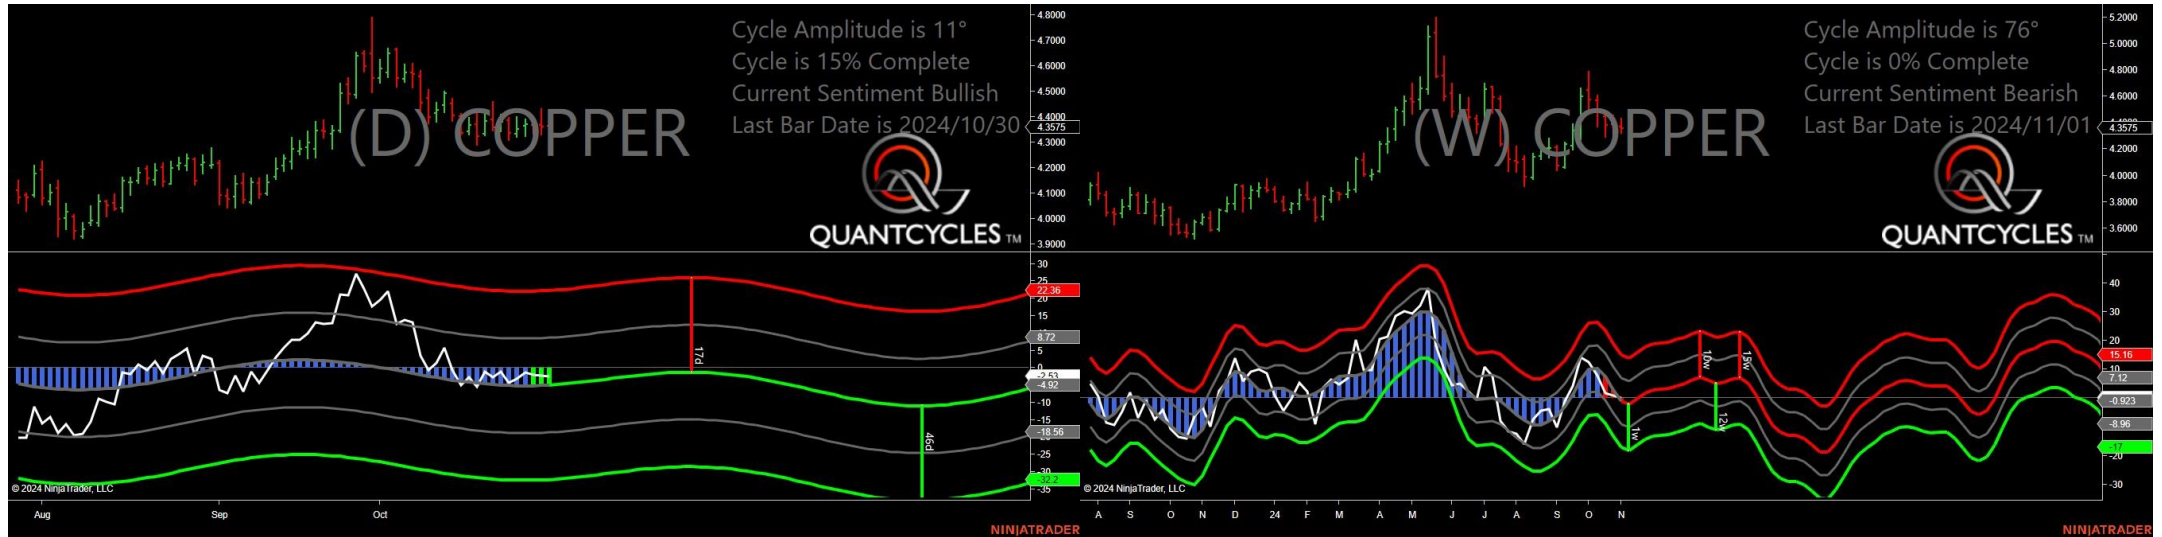 Cycle Amplitude is 11°
Cycle is 15% Complete
Current Sentiment Bullish
Last Bar Date is 2024/10/30
(D) COPPER
QUANTCYCLES TM
4.8000
4.7000
4.6000
4.5000
4.4000
4.3575
4.3000
4.2000
4.1000
4.0000
3.9000
30
25
22.36
20
15
8.72
5
0
-2.53
-4.92
-10
-15
-18.56
-25
-30
-32.2
-35
17d
46d
© 2024 NinjaTrader, LLC
Aug Sep Oct
NINJATRADER
Cycle Amplitude is 76°
Cycle is 0% Complete
Current Sentiment Bearish
Last Bar Date is 2024/11/01
(W) COPPER
QUANTCYCLES TM
5.2000
5.0000
4.8000
4.6000
4.3575
4.2000
4.0000
3.8000
3.6000
40
30
20
15.16
10
7.12
-0.923
-8.96
-17
-20
-30
10w
13w
1w
12w
© 2024 NinjaTrader, LLC
A S O N D 24 F M A M J J A S O N
NINJATRADER